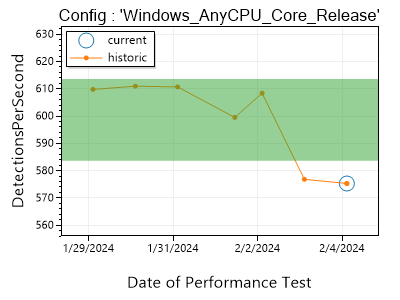 Config : 'Windows_AnyCPU_Core_Release'
630
620
610
600
590
580
570
560
DetectionsPerSecond
current
historic
1/29/2024
1/31/2024
2/2/2024
2/4/2024
Date of Performance Test